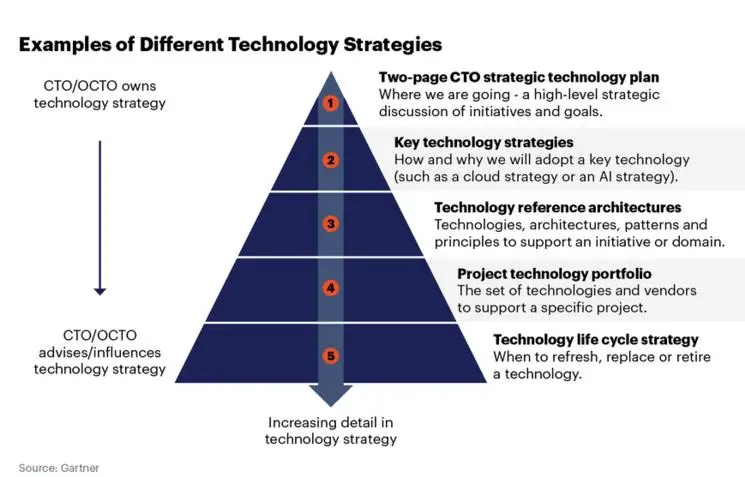 Examples of Different Technology Strategies
CTO/OCTO owns
technology strategy
CTO/OCTO
advises/influences
technology strategy
1
Two-page CTO strategic technology plan
Where we are going - a high-level strategic
discussion of initiatives and goals.
2
Key technology strategies
How and why we will adopt a key technology
(such as a cloud strategy or an AI strategy).
3
Technology reference architectures
Technologies, architectures, patterns and
principles to support an initiative or domain.
4
Project technology portfolio
The set of technologies and vendors
to support a specific project.
5
Technology life cycle strategy
When to refresh, replace or retire
a technology.
Increasing detail in
technology strategy
Source: Gartner